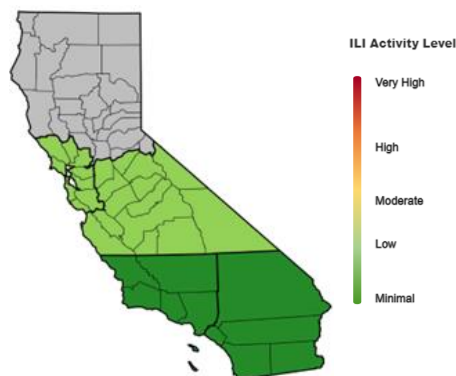 ILI Activity Level
Very High
High
Moderate
Low
Minimal